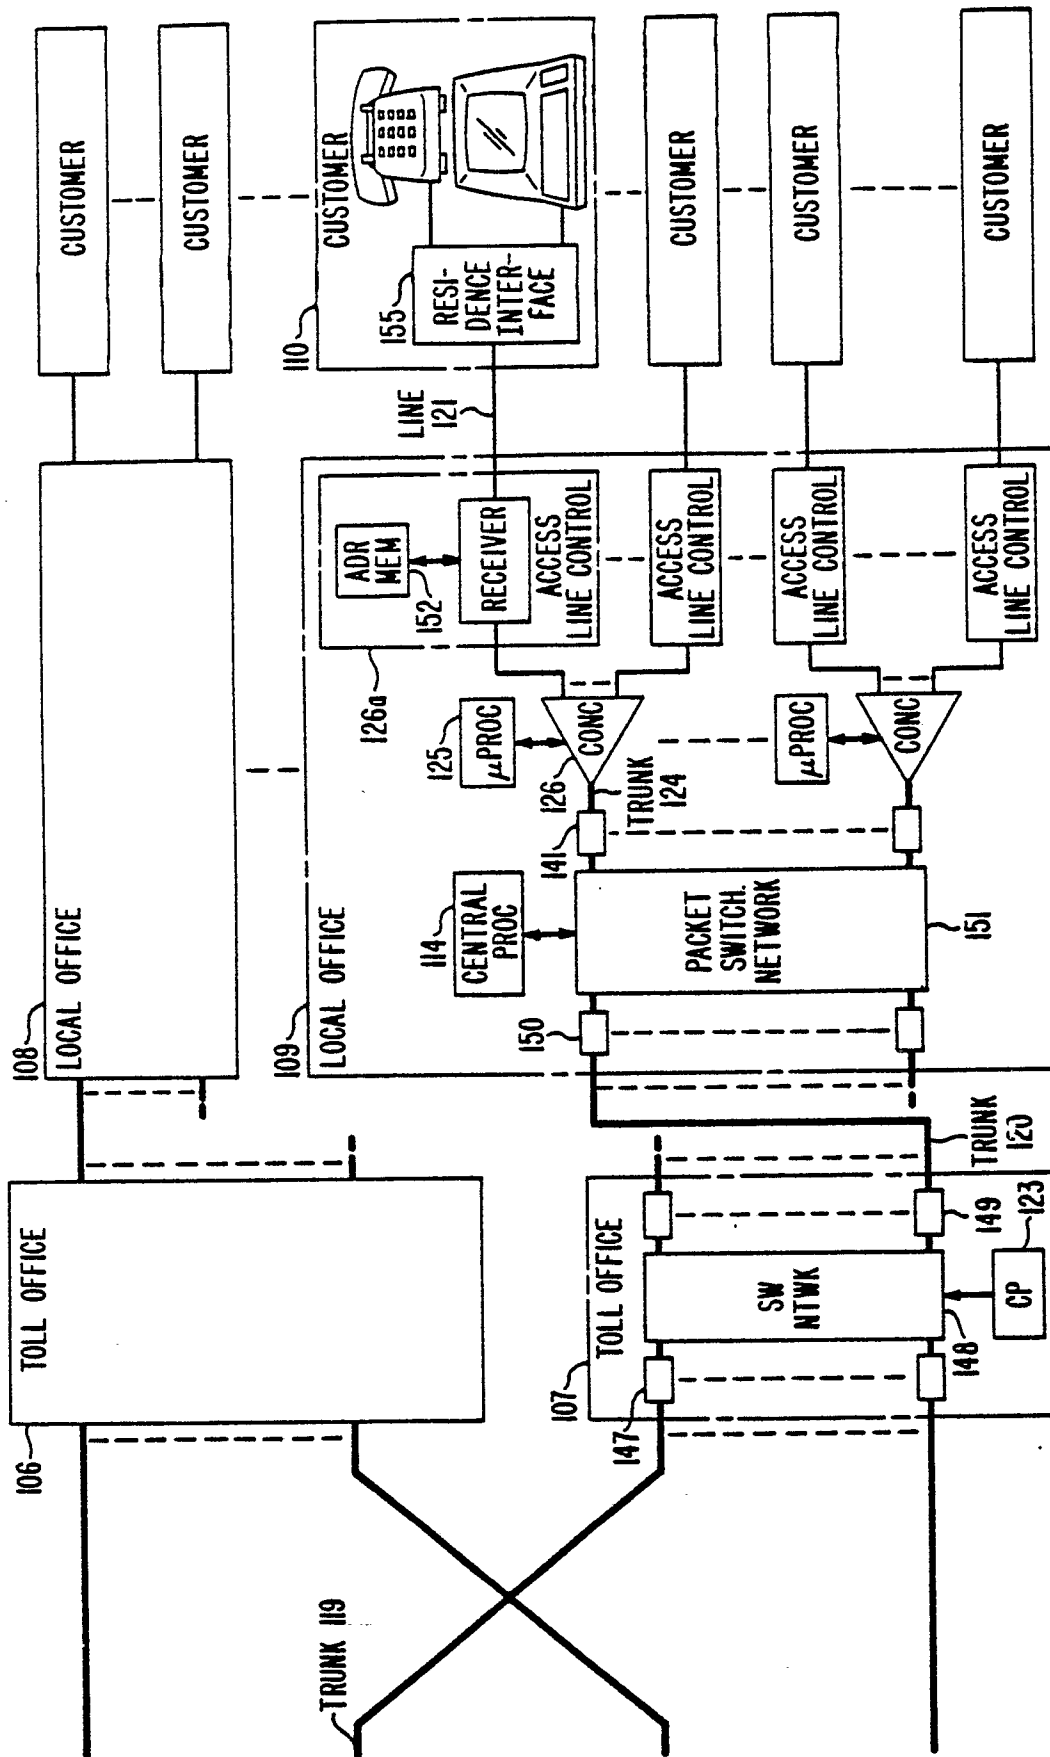 TRUNK 119
106
TOLL OFFICE
107
TOLL OFFICE
147
SW
NTWK
148
CP
123
149
TRUNK
120
108
LOCAL OFFICE
109
LOCAL OFFICE
150
114
CENTRAL
PROC
PACKET
SWITCH.
NETWORK
151
141
TRUNK
124
126
125
μPROC
CONC
μPROC
CONC
126a
ADR
MEM
152
RECEIVER
ACCESS
LINE CONTROL
ACCESS
LINE CONTROL
ACCESS
LINE CONTROL
ACCESS
LINE CONTROL
LINE
121
110
CUSTOMER
155
RESI-
DENCE
INTER-
FACE
CUSTOMER
CUSTOMER
CUSTOMER
CUSTOMER
CUSTOMER